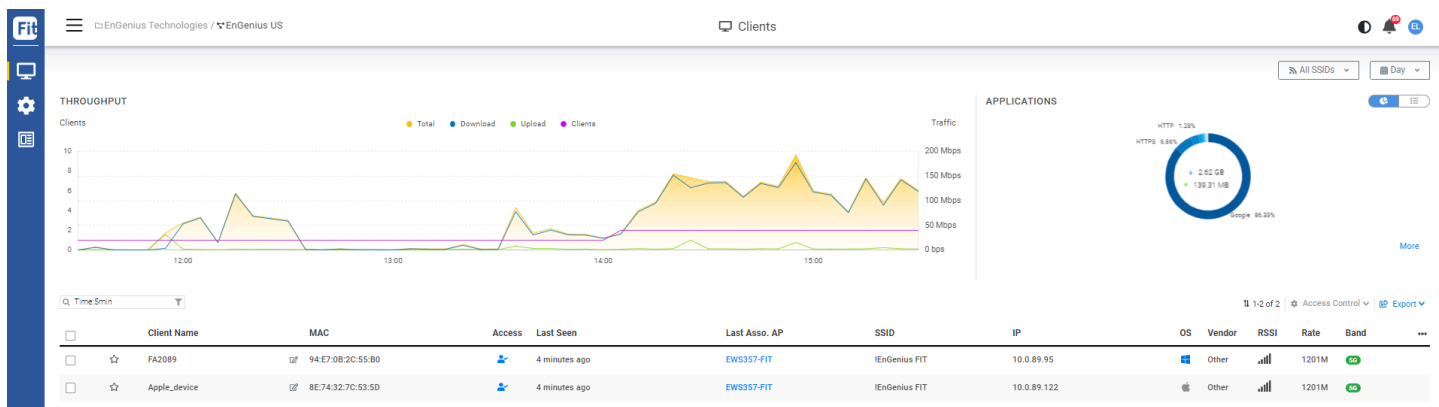 Fit
EnGenius Technologies / EnGenius US
Clients
69
EL
All SSIDs
Day
THROUGHPUT
Clients
Total Download Upload Clients
Traffic
10 200 Mbps
8 150 Mbps
6 100 Mbps
4 50 Mbps
2 0 bps
0
12:00 13:00 14:00 15:00
APPLICATIONS
HTTP 1.28%
HTTPS 6.86%
2.62 GB
139.31 MB
Google 86.33%
More
Time:5min
1-2 of 2 Access Control Export
Client Name MAC Access Last Seen Last Asso. AP SSID IP OS Vendor RSSI Rate Band
FA2089 94:E7:0B:2C:55:B0 4 minutes ago EWS357-FIT !EnGenius FIT 10.0.89.95 Other 1201M 5G
Apple_device 8E:74:32:7C:53:5D 4 minutes ago EWS357-FIT !EnGenius FIT 10.0.89.122 Other 1201M 5G